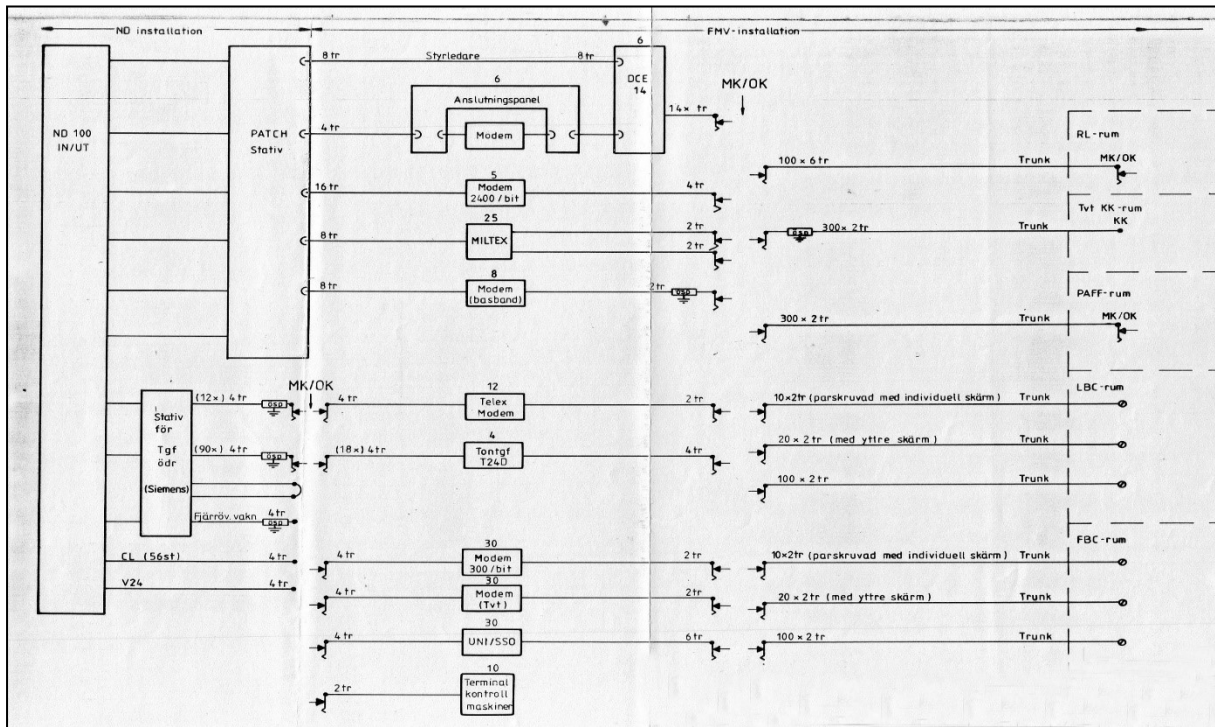 ND installation
FMV-installation
ND 100
IN/UT
PATCH
Stativ
8 tr
Styrledare
8 tr
6
DCE
14
6
Anslutningspanel
4 tr
Modem
14× tr
MK/OK
RL-rum
100 × 6 tr
Trunk
MK/OK
16 tr
5
Modem
2400 / bit
4 tr
Tvt KK-rum
KK
8 tr
25
MILTEX
2 tr
2 tr
OSD
300 × 2 tr
Trunk
8 tr
8
Modem
(basband)
2 tr
OSD
PAFF-rum
300 × 2 tr
Trunk
MK/OK
MK/OK
Stativ
för
Tgf
ödr
(Siemens)
(12×) 4 tr
OSD
4 tr
12
Telex
Modem
2 tr
LBC-rum
10×2tr (parskruvad med individuell skärm)
Trunk
(90×) 4 tr
OSD
(18×) 4 tr
4
Tontgf
T24D
4 tr
20 × 2 tr (med yttre skärm)
Trunk
100 × 2 tr
Trunk
Fjärröv.vakn
4 tr
OSD
CL (56st)
4 tr
4 tr
30
Modem
300 / bit
2 tr
FBC-rum
10×2tr (parskruvad med individuell skärm)
Trunk
V24
4 tr
4 tr
30
Modem
(Tvt)
2 tr
20 × 2 tr (med yttre skärm)
Trunk
4 tr
30
UNI/SSO
6 tr
100 × 2 tr
Trunk
2 tr
10
Terminal
kontroll
maskiner